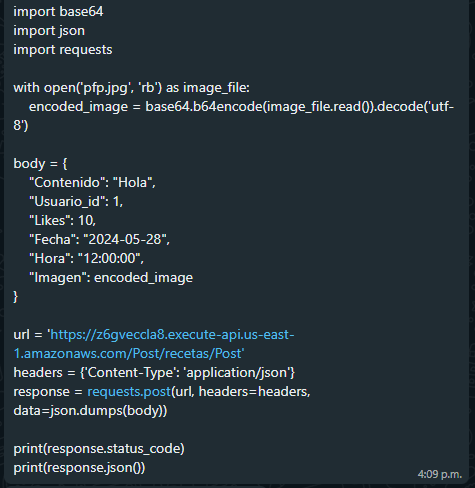 import base64
import json
import requests
with open('pfp.jpg', 'rb') as image_file:
    encoded_image = base64.b64encode(image_file.read()).decode('utf-
8')
body = {
    "Contenido": "Hola",
    "Usuario_id": 1,
    "Likes": 10,
    "Fecha": "2024-05-28",
    "Hora": "12:00:00",
    "Imagen": encoded_image
}
url = 'https://z6gveccla8.execute-api.us-east-
1.amazonaws.com/Post/recetas/Post'
headers = {'Content-Type': 'application/json'}
response = requests.post(url, headers=headers,
data=json.dumps(body))
print(response.status_code)
print(response.json())
4:09 p.m.